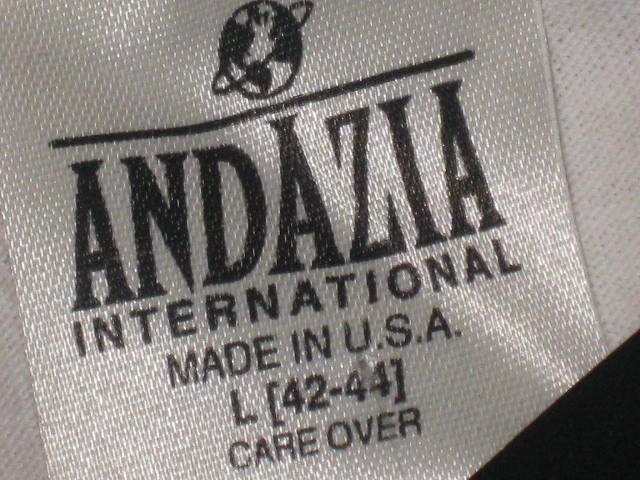 ANDAZIA
INTERNATIONAL
MADE IN U.S.A.
L [42-44]
CARE OVER